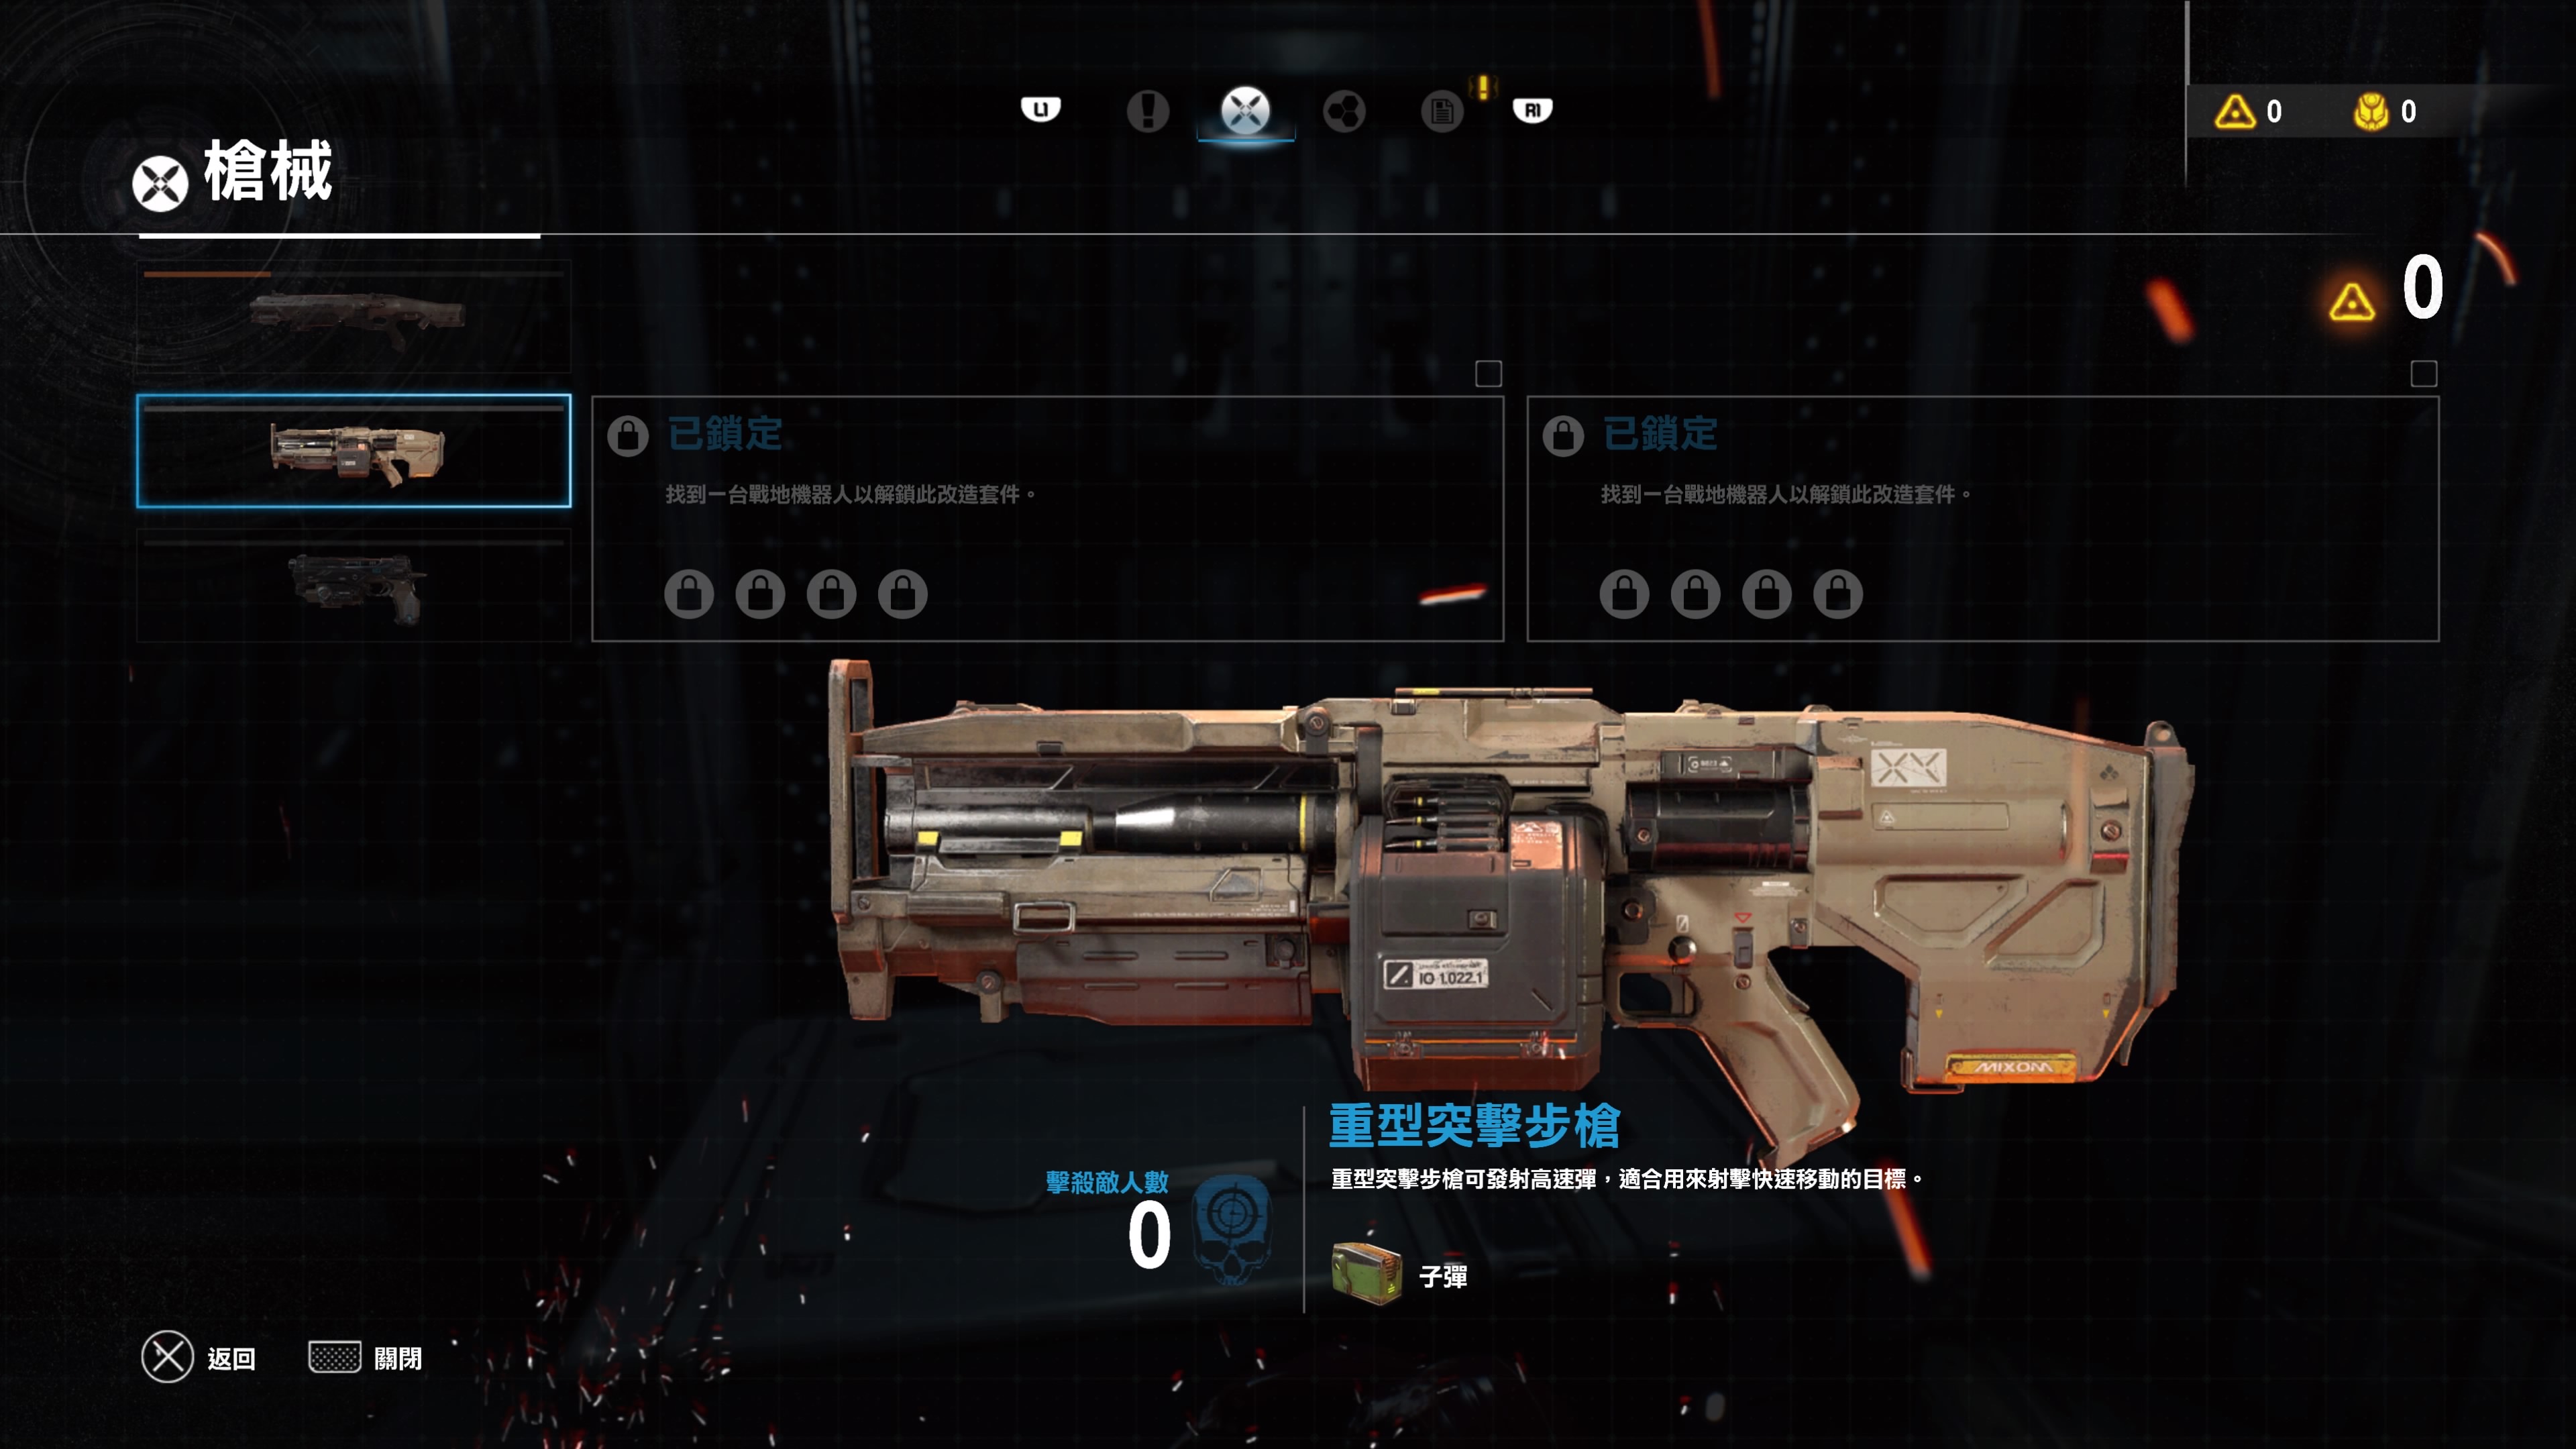 L1
R1
0
0
槍械
0
已鎖定
找到一台戰地機器人以解鎖此改造套件。
已鎖定
找到一台戰地機器人以解鎖此改造套件。
IO 1.022.1
MIXOM
重型突擊步槍
重型突擊步槍可發射高速彈，適合用來射擊快速移動的目標。
擊殺敵人數
0
子彈
返回
關閉